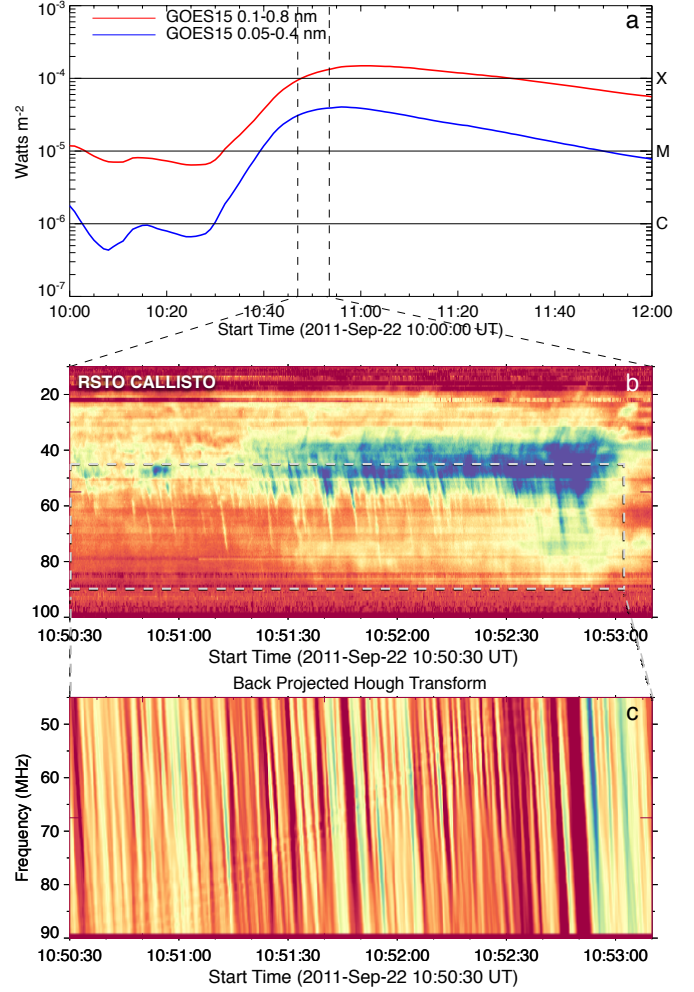 a
GOES15 0.1-0.8 nm
GOES15 0.05-0.4 nm
10⁻³
10⁻⁴
10⁻⁵
10⁻⁶
10⁻⁷
Watts m⁻²
X
M
C
10:00 10:20 10:40 11:00 11:20 11:40 12:00
Start Time (2011-Sep-22 10:00:00 UT)
RSTO CALLISTO b
20
40
60
80
100
10:50:30 10:51:00 10:51:30 10:52:00 10:52:30 10:53:00
Start Time (2011-Sep-22 10:50:30 UT)
Back Projected Hough Transform
c
50
60
70
80
90
Frequency (MHz)
10:50:30 10:51:00 10:51:30 10:52:00 10:52:30 10:53:00
Start Time (2011-Sep-22 10:50:30 UT)